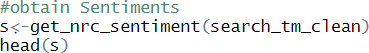 #obtain Sentiments
s<-get_nrc_sentiment(search_tm_clean)
head(s)